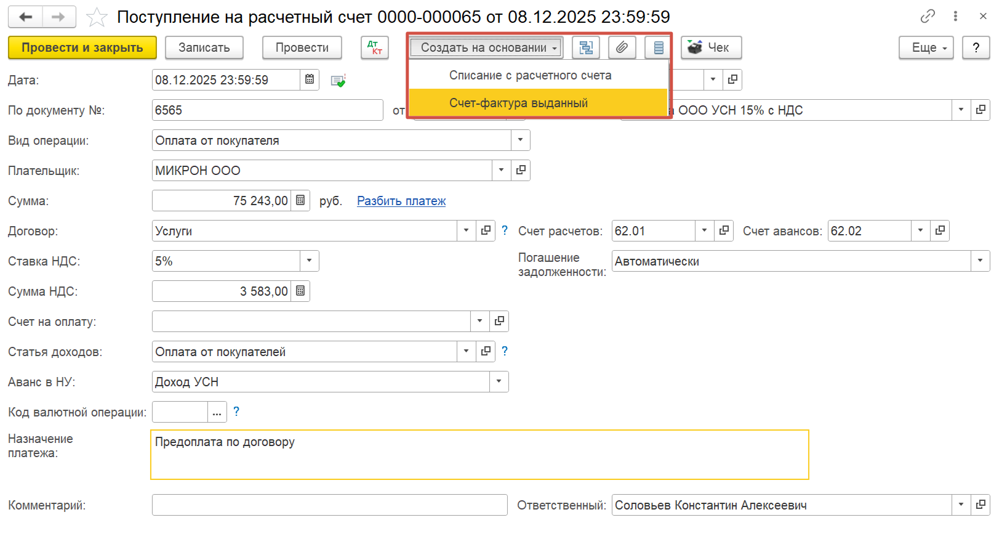 Поступление на расчетный счет 0000-000065 от 08.12.2025 23:59:59
Провести и закрыть Записать Провести Дт Кт Создать на основании Чек Еще ?
Списание с расчетного счета
Счет-фактура выданный
Дата: 08.12.2025 23:59:59
По документу №: 6565 от ООО УСН 15% с НДС
Вид операции: Оплата от покупателя
Плательщик: МИКРОН ООО
Сумма: 75 243,00 руб. Разбить платеж
Договор: Услуги ? Счет расчетов: 62.01 Счет авансов: 62.02
Ставка НДС: 5% Погашение задолженности: Автоматически
Сумма НДС: 3 583,00
Счет на оплату:
Статья доходов: Оплата от покупателей ?
Аванс в НУ: Доход УСН
Код валютной операции: ... ?
Назначение платежа: Предоплата по договору
Комментарий: Ответственный: Соловьев Константин Алексеевич